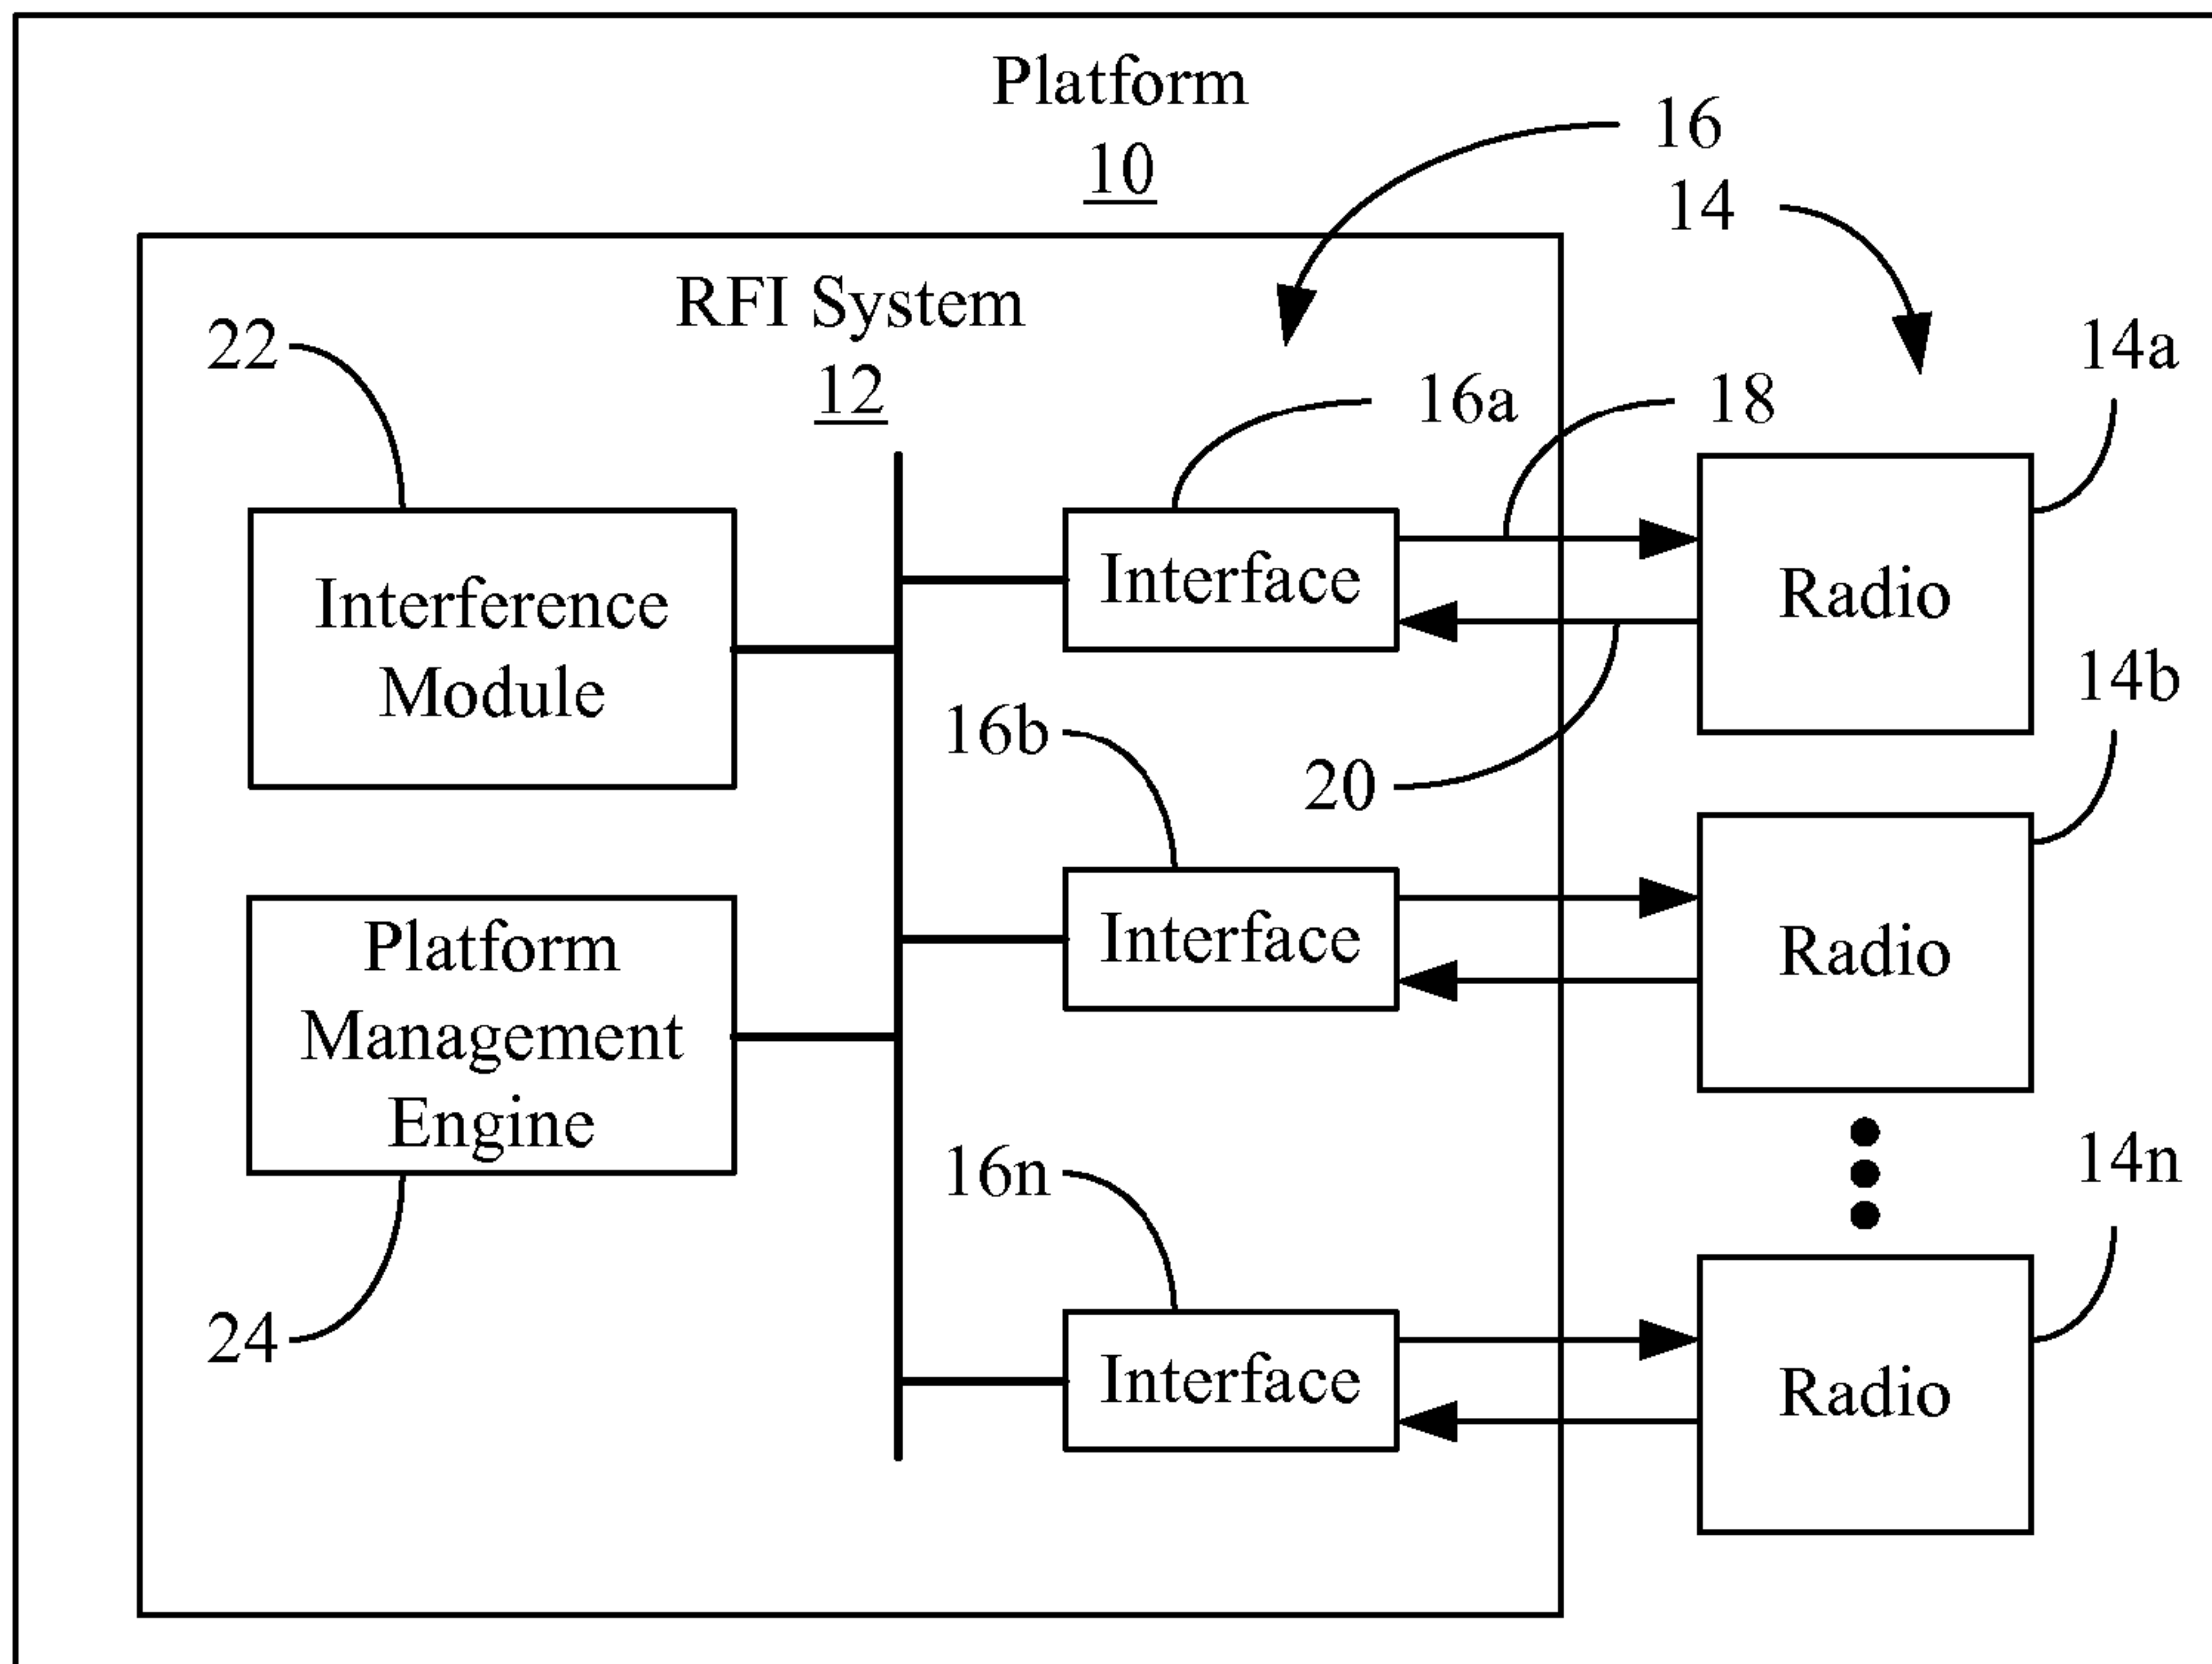 Platform
10
16
14
RFI System
12
22
14a
16a
18
Interference
Module
Interface
Radio
14b
16b
20
Platform
Management
Engine
Interface
Radio
16n
14n
24
Interface
Radio